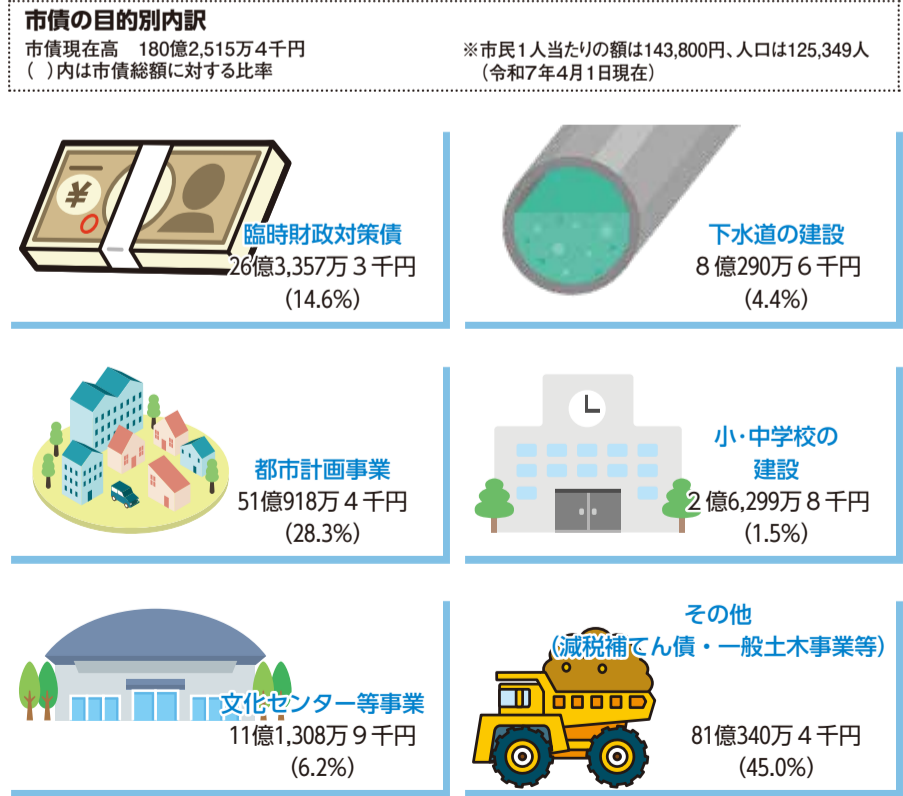 市債の目的別内訳
市債現在高　180億2,515万4千円
（　）内は市債総額に対する比率
※市民1人当たりの額は143,800円、人口は125,349人
（令和7年4月1日現在）
¥
臨時財政対策債
26億3,357万3千円
(14.6%)
下水道の建設
8億290万6千円
(4.4%)
都市計画事業
51億918万4千円
(28.3%)
小・中学校の
建設
2億6,299万8千円
(1.5%)
文化センター等事業
11億1,308万9千円
(6.2%)
その他
（減税補てん債・一般土木事業等）
81億340万4千円
(45.0%)